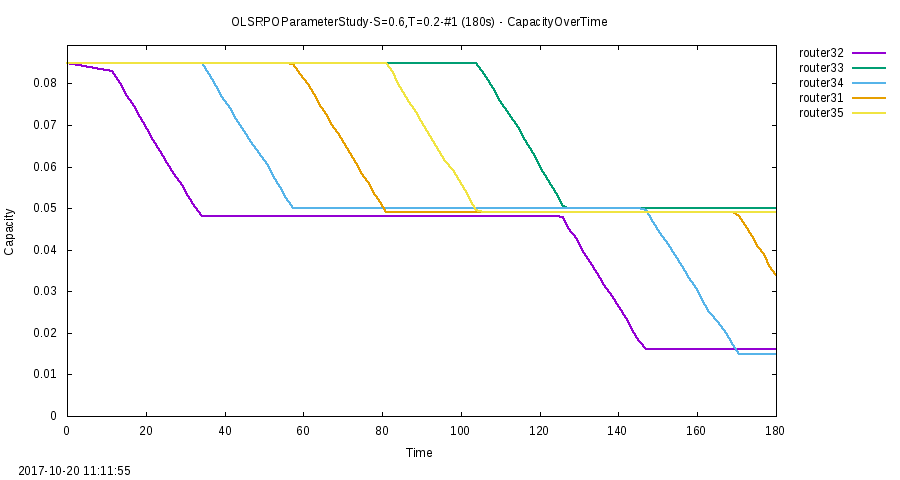 OLSRPOParameterStudy-S=0.6,T=0.2-#1 (180s) - CapacityOverTime
router32
router33
router34
router31
router35
0.08
0.07
0.06
0.05
0.04
0.03
0.02
0.01
0
Capacity
0 20 40 60 80 100 120 140 160 180
Time
2017-10-20 11:11:55